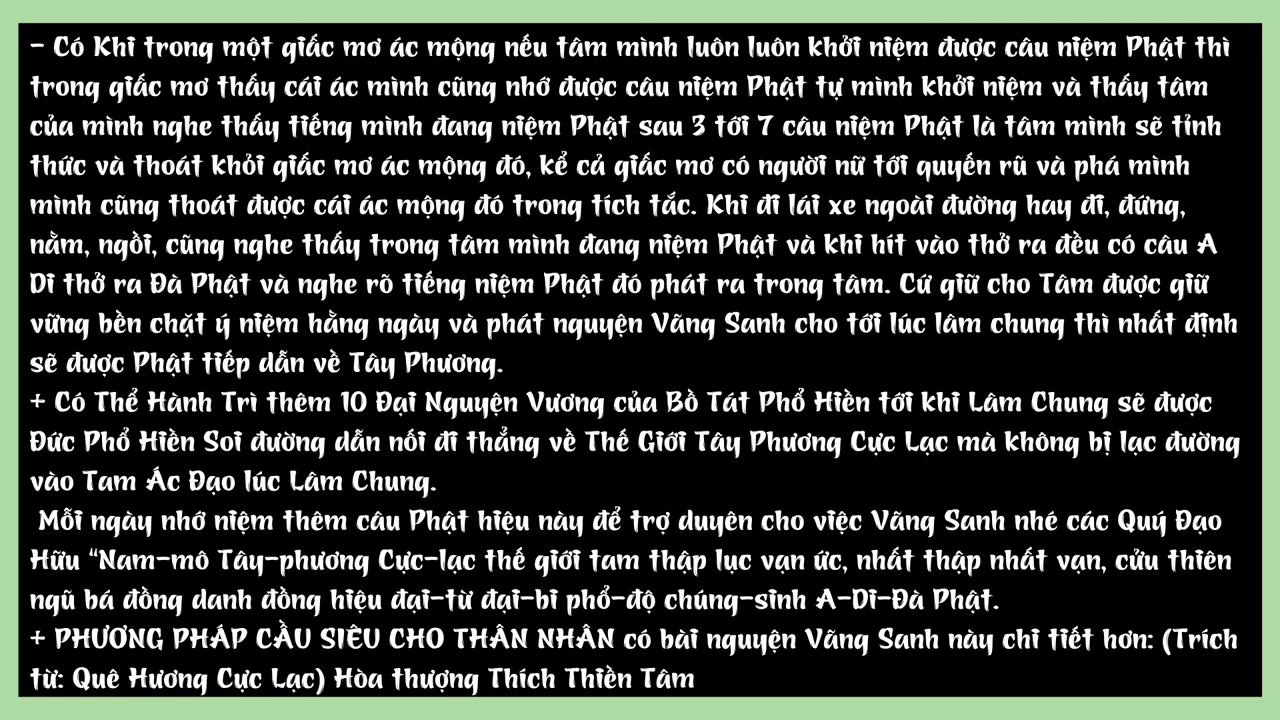 - Có Khi trong một giấc mơ ác mộng nếu tâm mình luôn luôn khởi niệm được câu niệm Phật thì
trong giấc mơ thấy cái ác mình cũng nhớ được câu niệm Phật tự mình khởi niệm và thấy tâm
của mình nghe thấy tiếng mình đang niệm Phật sau 3 tới 7 câu niệm Phật là tâm mình sẽ tỉnh
thức và thoát khỏi giấc mơ ác mộng đó, kể cả giấc mơ có người nữ tới quyến rũ và phá mình
mình cũng thoát được cái ác mộng đó trong tích tắc. Khi đi lái xe ngoài đường hay đi, đứng,
nằm, ngồi, cũng nghe thấy trong tâm mình đang niệm Phật và khi hít vào thở ra đều có câu A
Di thở ra Đà Phật và nghe rõ tiếng niệm Phật đó phát ra trong tâm. Cứ giữ cho Tâm được giữ
vững bền chặt ý niệm hằng ngày và phát nguyện Vãng Sanh cho tới lúc lâm chung thì nhất định
sẽ được Phật tiếp dẫn về Tây Phương.
+ Có Thể Hành Trì thêm 10 Đại Nguyện Vương của Bồ Tát Phổ Hiền tới khi Lâm Chung sẽ được
Đức Phổ Hiền Soi đường dẫn nối đi thẳng về Thế Giới Tây Phương Cực Lạc mà không bị lạc đường
vào Tam Ác Đạo lúc Lâm Chung.
Mỗi ngày nhớ niệm thêm câu Phật hiệu này để trợ duyên cho việc Vãng Sanh nhé các Quý Đạo
Hữu "Nam-mô Tây-phương Cực-lạc thế giới tam thập lục vạn ức, nhất thập nhất vạn, cửu thiên
ngũ bá đồng danh đồng hiệu đại-từ đại-bi phổ-độ chúng-sinh A-Di-Đà Phật.
+ PHƯƠNG PHÁP CẦU SIÊU CHO THÂN NHÂN có bài nguyện Vãng Sanh này chi tiết hơn: (Trích
từ: Quê Hương Cực Lạc) Hòa thượng Thích Thiền Tâm